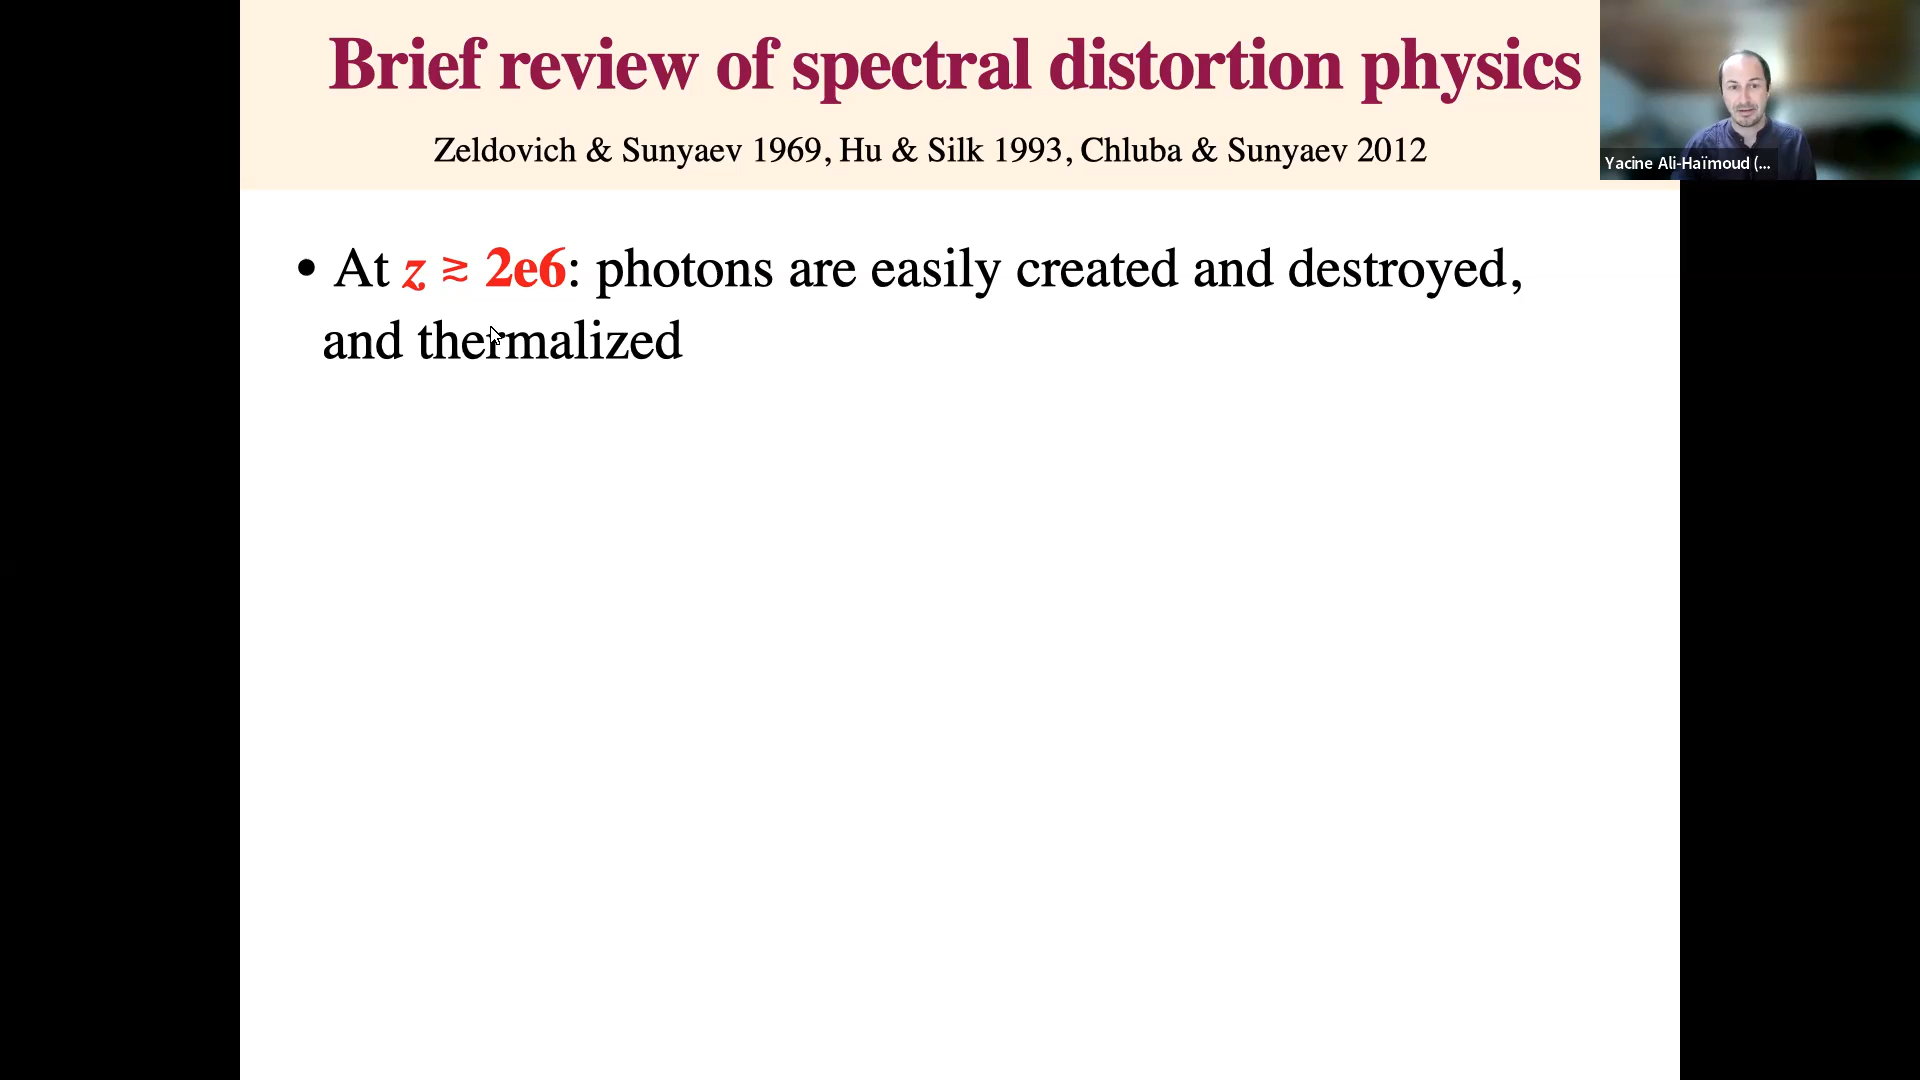 Brief review of spectral distortion physics
Zeldovich & Sunyaev 1969, Hu & Silk 1993, Chluba & Sunyaev 2012
Yacine Ali-Haïmoud (...
• At z ≳ 2e6: photons are easily created and destroyed,
and thermalized